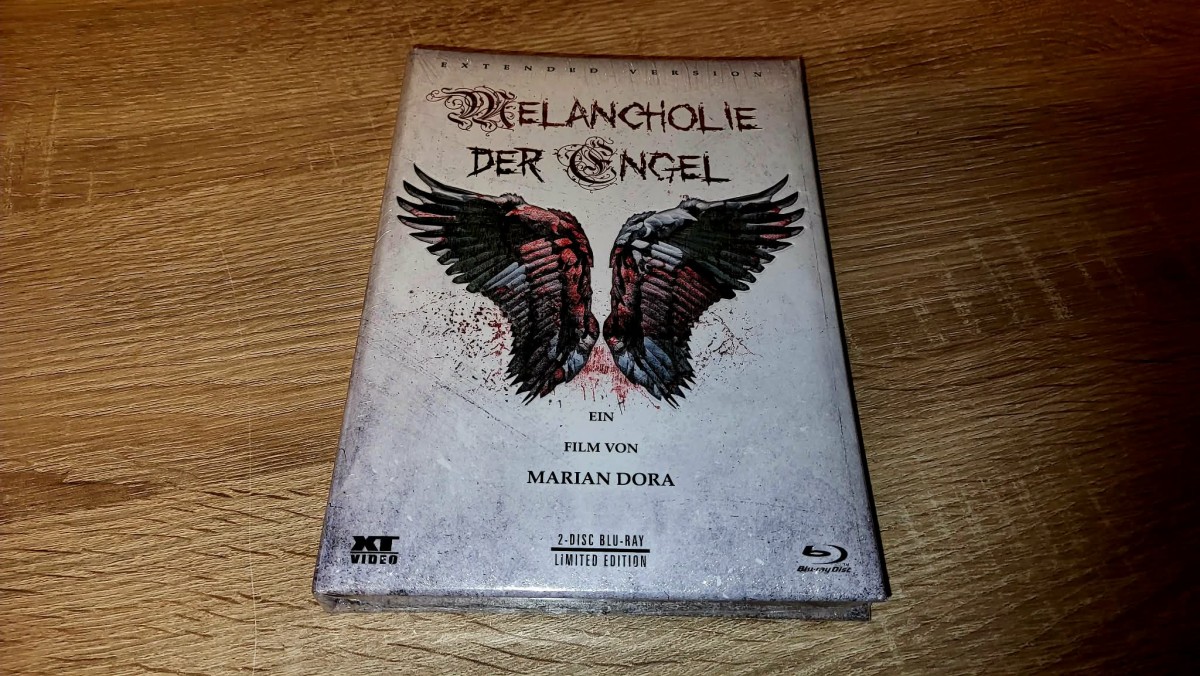 EXTENDED VERSION
MELANCHOLIE
DER ENGEL
EIN
FILM VON
MARIAN DORA
XT
VIDEO
2-DISC BLU-RAY
LiMiTED EDITION
Blu-ray Disc™